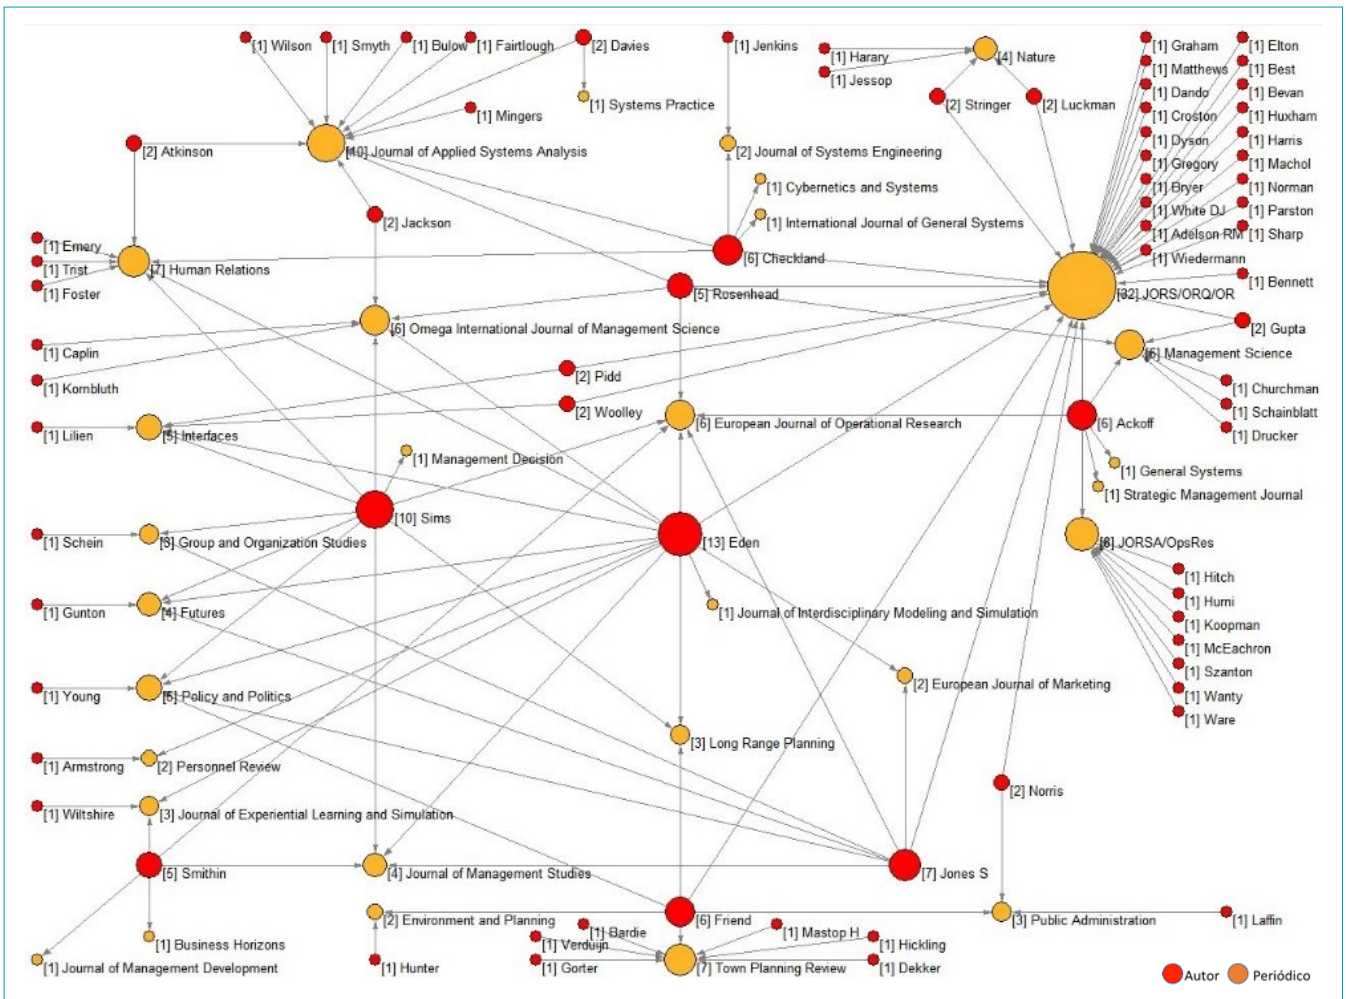 [1] Wilson
[1] Smyth
[1] Bulow
[1] Fairtlough
[2] Davies
[1] Jenkins
[1] Harary
[1] Jessop
[4] Nature
[1] Graham
[1] Elton
[1] Matthews
[1] Best
[1] Dando
[1] Bevan
[1] Systems Practice
[2] Stringer
[2] Luckman
[1] Croston
[1] Huxham
[1] Mingers
[1] Dyson
[1] Harris
[2] Atkinson
[10] Journal of Applied Systems Analysis
[2] Journal of Systems Engineering
[1] Gregory
[1] Machol
[1] Cybernetics and Systems
[1] Bryer
[1] Norman
[1] White DJ
[1] Parston
[2] Jackson
[1] International Journal of General Systems
[1] Adelson RM
[1] Sharp
[1] Emery
[6] Checkland
[1] Wiedermann
[1] Trist
[7] Human Relations
[1] Bennett
[1] Foster
[5] Rosenhead
[32] JORS/ORQ/OR
[6] Omega International Journal of Management Science
[2] Gupta
[1] Caplin
Management Science
[1] Kornbluth
[2] Pidd
[1] Churchman
[2] Woolley
[1] Schainblatt
[1] Lilien
[5] Interfaces
[6] European Journal of Operational Research
[6] Ackoff
[1] Drucker
[1] Management Decision
[1] General Systems
[1] Strategic Management Journal
[10] Sims
[1] Schein
[3] Group and Organization Studies
[13] Eden
[8] JORSA/OpsRes
[1] Hitch
[1] Hurni
[1] Gunton
[4] Futures
[1] Journal of Interdisciplinary Modeling and Simulation
[1] Koopman
[1] McEachron
[1] Szanton
[2] European Journal of Marketing
[1] Young
Policy and Politics
[1] Wanty
[1] Ware
[3] Long Range Planning
[1] Armstrong
[2] Personnel Review
[2] Norris
[1] Wiltshire
[3] Journal of Experiential Learning and Simulation
[5] Smithin
[4] Journal of Management Studies
[7] Jones S
[2] Environment and Planning
[6] Friend
[3] Public Administration
[1] Laffin
[1] Bardie
[1] Mastop H
[1] Business Horizons
[1] Verduijn
[1] Hickling
[1] Journal of Management Development
[1] Hunter
[1] Gorter
[7] Town Planning Review
[1] Dekker
Autor
Periódico